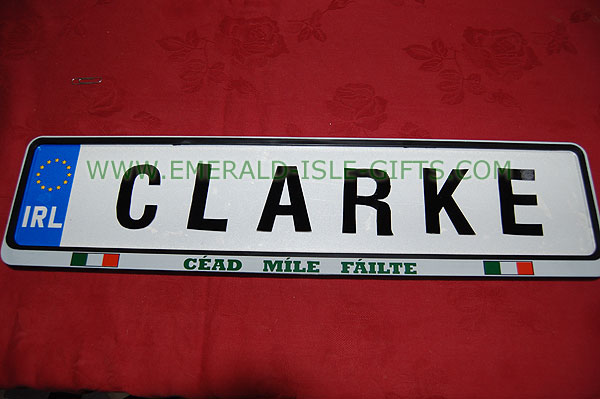 WWW.EMERALD-ISLE-GIFTS.COM
IRL CLARKE
CÉAD MÍLE FÁILTE